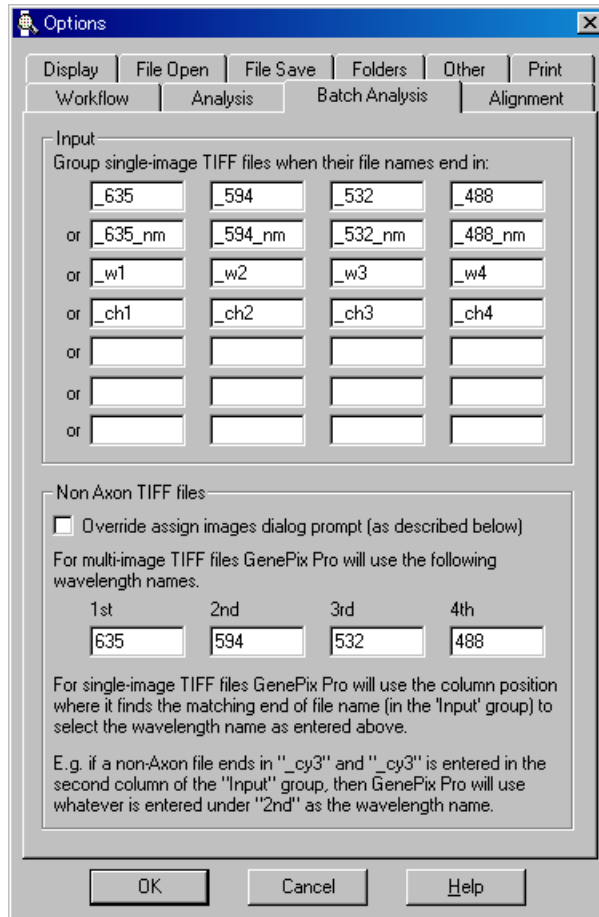 Options
Display File Open File Save Folders Other Print
Workflow Analysis Batch Analysis Alignment
Input
Group single-image TIFF files when their file names end in:
_635 _594 _532 _488
or _635_nm _594_nm _532_nm _488_nm
or _w1 _w2 _w3 _w4
or _ch1 _ch2 _ch3 _ch4
or
or
or
Non Axon TIFF files
Override assign images dialog prompt (as described below)
For multi-image TIFF files GenePix Pro will use the following
wavelength names.
1st 2nd 3rd 4th
635 594 532 488
For single-image TIFF files GenePix Pro will use the column position
where it finds the matching end of file name (in the 'Input' group) to
select the wavelength name as entered above.
E.g. if a non-Axon file ends in "_cy3" and "_cy3" is entered in the
second column of the "Input" group, then GenePix Pro will use
whatever is entered under "2nd" as the wavelength name.
OK Cancel Help